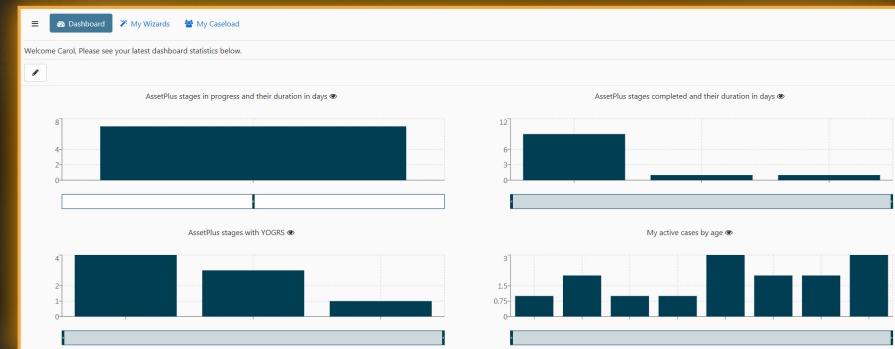 Dashboard My Wizards My Caseload
Welcome Carol, Please see your latest dashboard statistics below.
AssetPlus stages in progress and their duration in days
8
4
2
0
AssetPlus stages completed and their duration in days
12
6
3
0
AssetPlus stages with YOGRS
4
2
1
0
My active cases by age
3
1.5
0.75
0